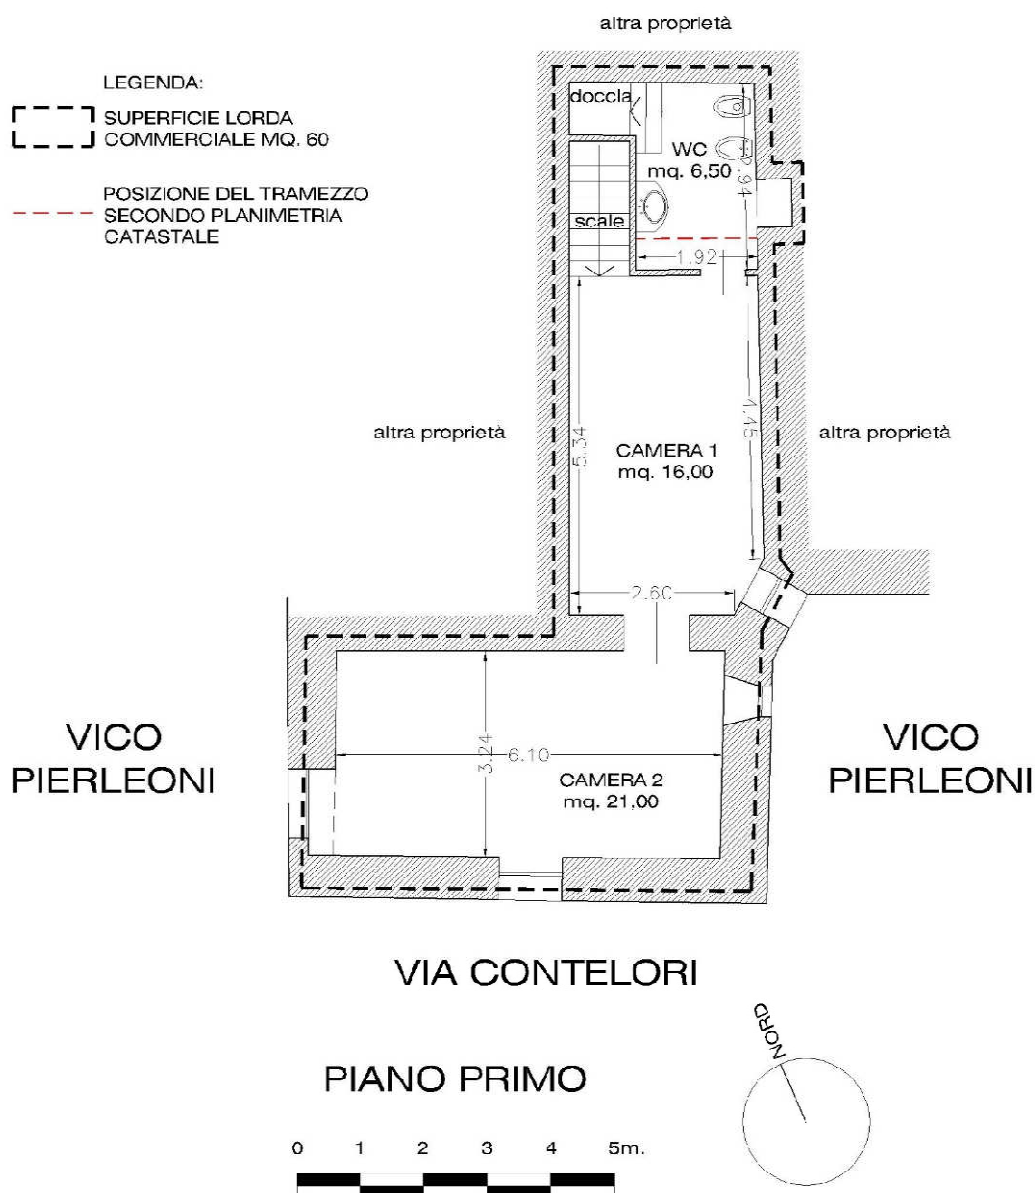 altra proprietà
LEGENDA:
SUPERFICIE LORDA
COMMERCIALE MQ. 60
POSIZIONE DEL TRAMEZZO
SECONDO PLANIMETRIA
CATASTALE
doccia
WC
mq. 6,50
2.94
scale
1.92
altra proprietà
5.34
4.45
altra proprietà
CAMERA 1
mq. 16,00
2.60
VICO
PIERLEONI
3.24
6.10
CAMERA 2
mq. 21,00
VICO
PIERLEONI
VIA CONTELORI
NORD
PIANO PRIMO
0 1 2 3 4 5m.